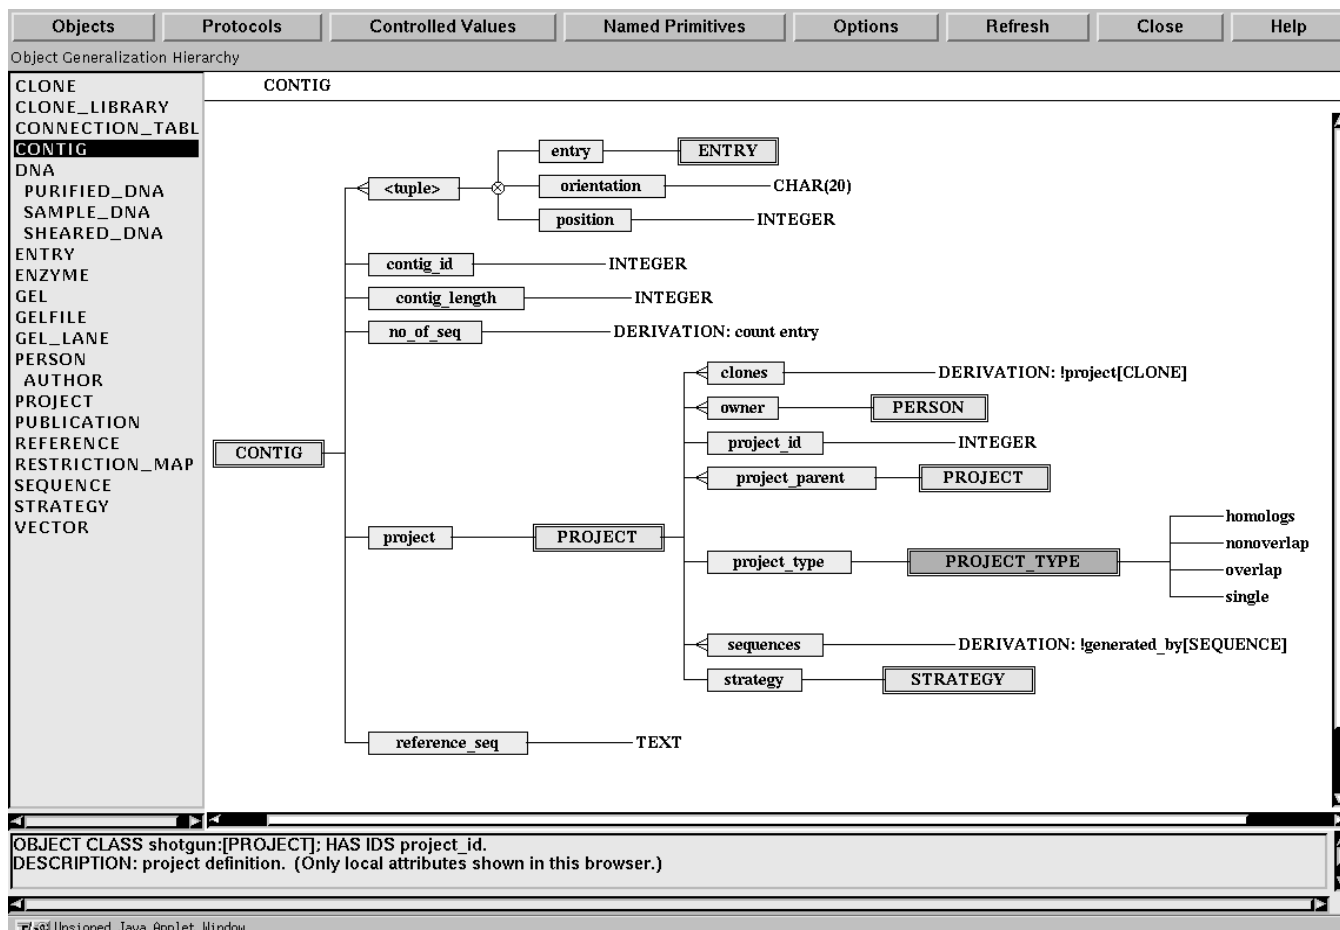 Objects Protocols Controlled Values Named Primitives Options Refresh Close Help
Object Generalization Hierarchy
CLONE
CLONE_LIBRARY
CONNECTION_TABL
CONTIG
DNA
PURIFIED_DNA
SAMPLE_DNA
SHEARED_DNA
ENTRY
ENZYME
GEL
GELFILE
GEL_LANE
PERSON
AUTHOR
PROJECT
PUBLICATION
REFERENCE
RESTRICTION_MAP
SEQUENCE
STRATEGY
VECTOR
CONTIG
entry ENTRY
<tuple> orientation CHAR(20)
position INTEGER
contig_id INTEGER
contig_length INTEGER
no_of_seq DERIVATION: count entry
clones DERIVATION: !project[CLONE]
owner PERSON
project_id INTEGER
CONTIG
project_parent PROJECT
homologs
project PROJECT
nonoverlap
project_type PROJECT_TYPE
overlap
single
sequences DERIVATION: !generated_by[SEQUENCE]
strategy STRATEGY
reference_seq TEXT
OBJECT CLASS shotgun:[PROJECT]; HAS IDS project_id.
DESCRIPTION: project definition. (Only local attributes shown in this browser.)
Unsigned Java Applet Window